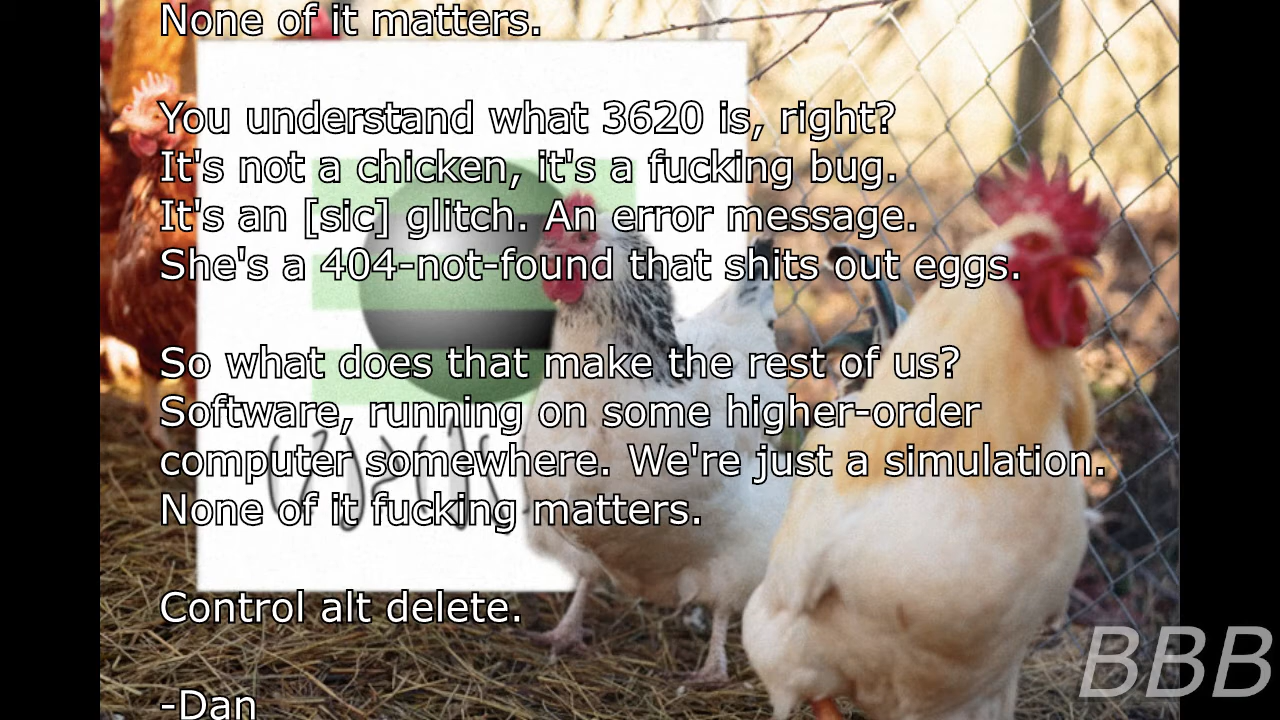 None of it matters.
You understand what 3620 is, right?
It's not a chicken, it's a fucking bug.
It's an [sic] glitch. An error message.
She's a 404-not-found that shits out eggs.
So what does that make the rest of us?
Software, running on some higher-order
computer somewhere. We're just a simulation.
None of it fucking matters.
Control alt delete.
-Dan
BBB